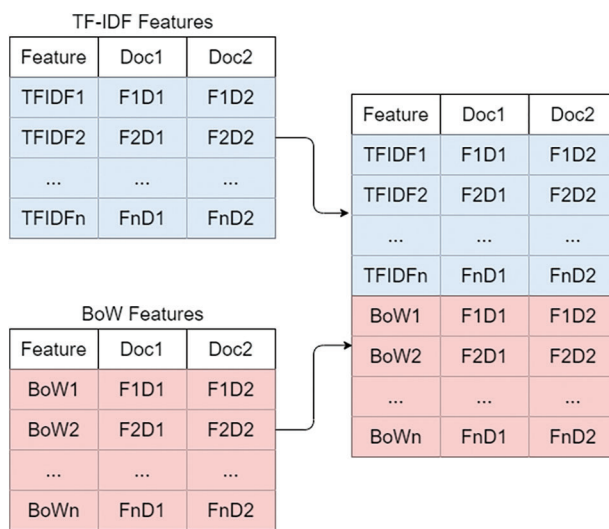 TF-IDF Features
Feature Doc1 Doc2
TFIDF1 F1D1 F1D2
TFIDF2 F2D1 F2D2
... ... ...
TFIDFn FnD1 FnD2
BoW Features
Feature Doc1 Doc2
BoW1 F1D1 F1D2
BoW2 F2D1 F2D2
... ... ...
BoWn FnD1 FnD2
Feature Doc1 Doc2
TFIDF1 F1D1 F1D2
TFIDF2 F2D1 F2D2
... ... ...
TFIDFn FnD1 FnD2
BoW1 F1D1 F1D2
BoW2 F2D1 F2D2
... ... ...
BoWn FnD1 FnD2